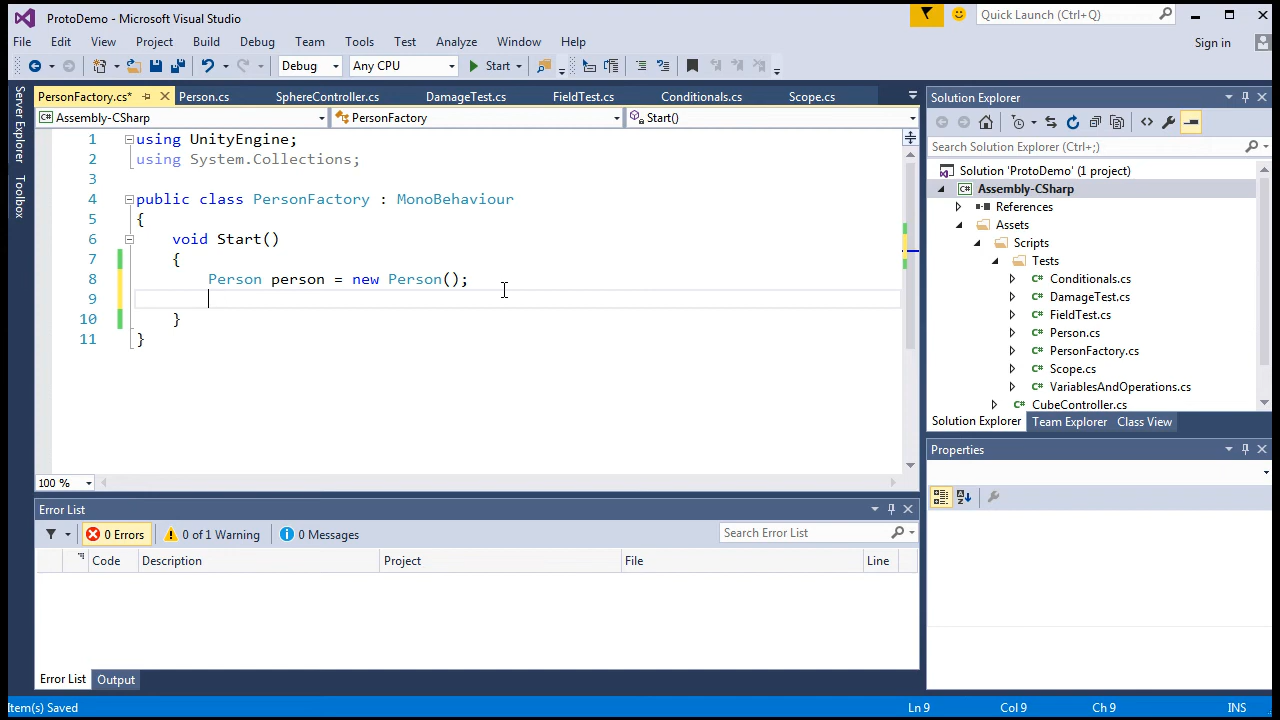 ProtoDemo - Microsoft Visual Studio
Quick Launch (Ctrl+Q)
File Edit View Project Build Debug Team Tools Test Analyze Window Help
Sign in
Debug Any CPU Start
Server Explorer
Toolbox
PersonFactory.cs* Person.cs SphereController.cs DamageTest.cs FieldTest.cs Conditionals.cs Scope.cs
Assembly-CSharp PersonFactory Start()
1 using UnityEngine;
2 using System.Collections;
3
4 public class PersonFactory : MonoBehaviour
5 {
6 void Start()
7 {
8 Person person = new Person();
9
10 }
11 }
100 %
Error List
0 Errors 0 of 1 Warning 0 Messages Search Error List
Code Description Project File Line
Error List Output
Solution Explorer
Search Solution Explorer (Ctrl+;)
Solution 'ProtoDemo' (1 project)
C# Assembly-CSharp
References
Assets
Scripts
Tests
C# Conditionals.cs
C# DamageTest.cs
C# FieldTest.cs
C# Person.cs
C# PersonFactory.cs
C# Scope.cs
C# VariablesAndOperations.cs
C# CubeController.cs
Solution Explorer Team Explorer Class View
Properties
Item(s) Saved Ln 9 Col 9 Ch 9 INS